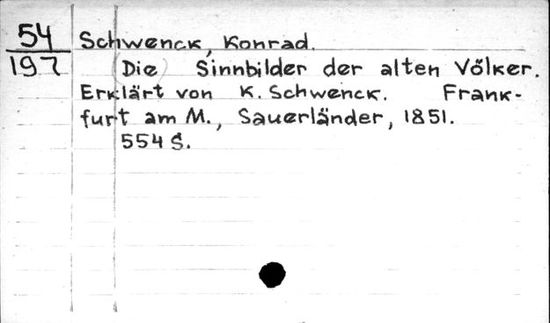 54
197
Schwenck, Konrad.
(Die) Sinnbilder der alten Völker.
Erklärt von K. Schwenck. Frank-
furt am M., Sauerländer, 1851.
554 S.